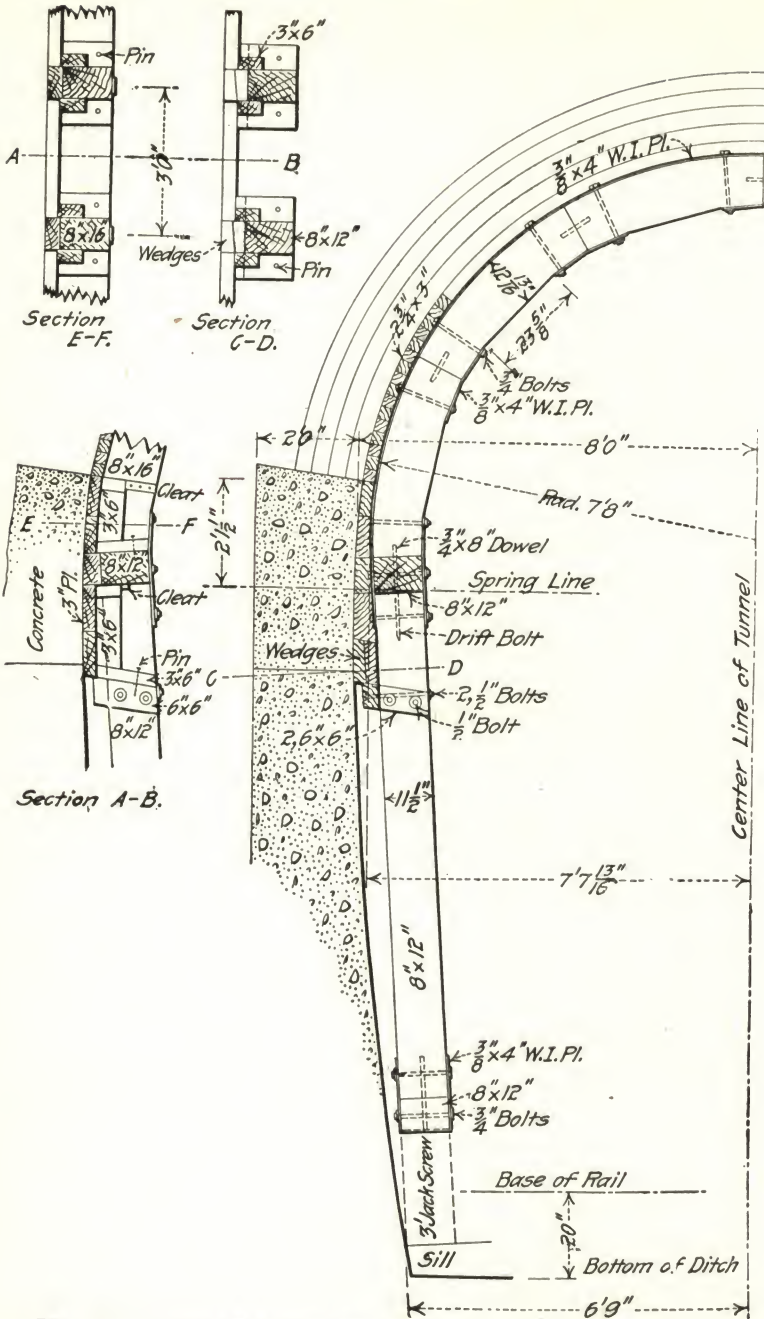 Pin
3"x6"
A
3'0"
B
8"x16"
Wedges
8"x12"
Pin
Section
E-F.
Section
C-D.
3/8"x4" W.I.Pl.
12 13/16"
2 3/4"x3"
23 5/8"
3/4" Bolts
3/8"x4" W.I.Pl.
2'0"
8'0"
Rad. 7'8"
8"x16"
Cleat
E
3"x6"
F
2'1 1/2"
3/4"x8" Dowel
8"x12"
Spring Line
Concrete
3" Pl.
Cleat
8"x12"
3"x6"
Drift Bolt
Pin
Wedges
D
3"x6"
C
6"x6"
2, 1/2" Bolts
8"x12"
2, 6"x6"
1/2" Bolt
Section A-B.
11 1/2"
Center Line of Tunnel
7'7 13/16"
8"x12"
3/8"x4" W.I.Pl.
8"x12"
3/4" Bolts
3' Jack Screw
Base of Rail
20"
Sill
Bottom of Ditch
6'9"